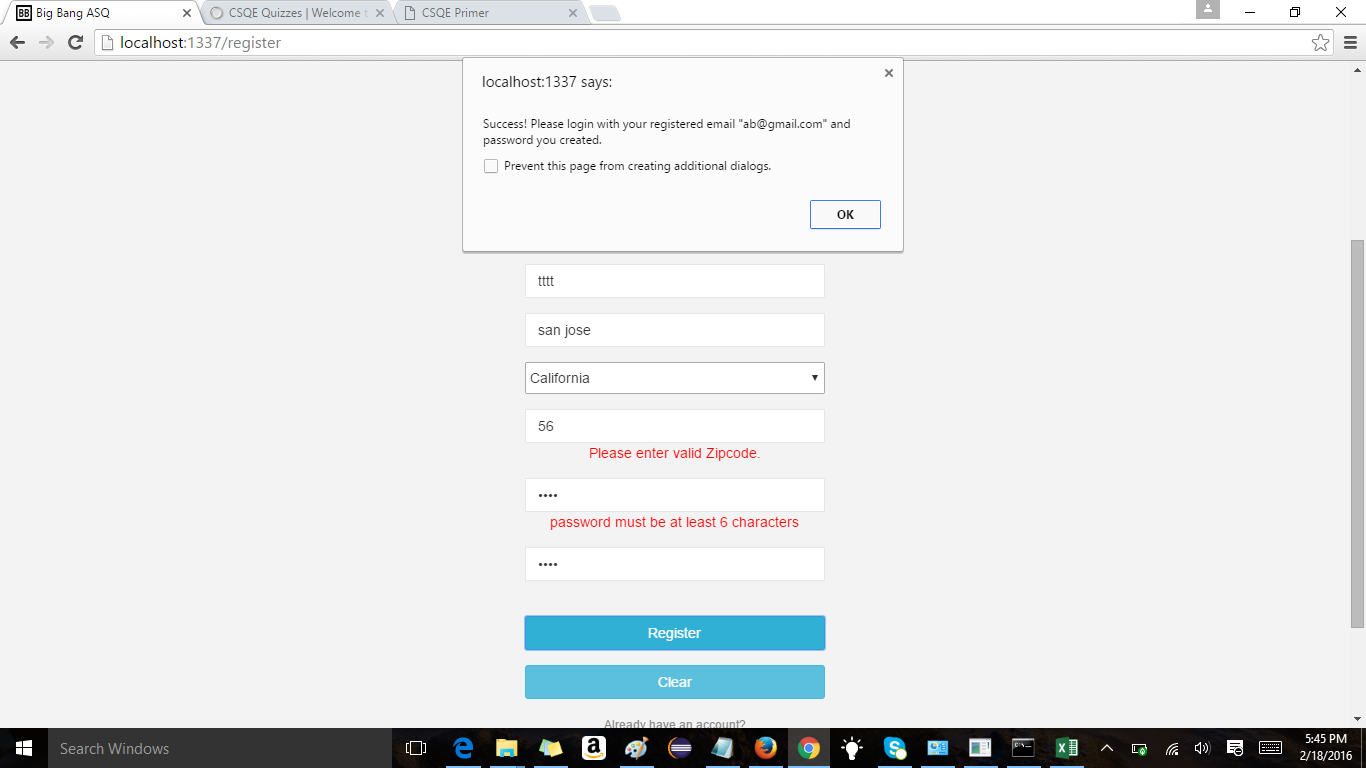 Big Bang ASQ
CSQE Quizzes | Welcome t
CSQE Primer
localhost:1337/register
localhost:1337 says:
Success! Please login with your registered email "ab@gmail.com" and
password you created.
Prevent this page from creating additional dialogs.
OK
tttt
san jose
California
56
Please enter valid Zipcode.
••••
password must be at least 6 characters
••••
Register
Clear
Already have an account?
Search Windows
5:45 PM
2/18/2016